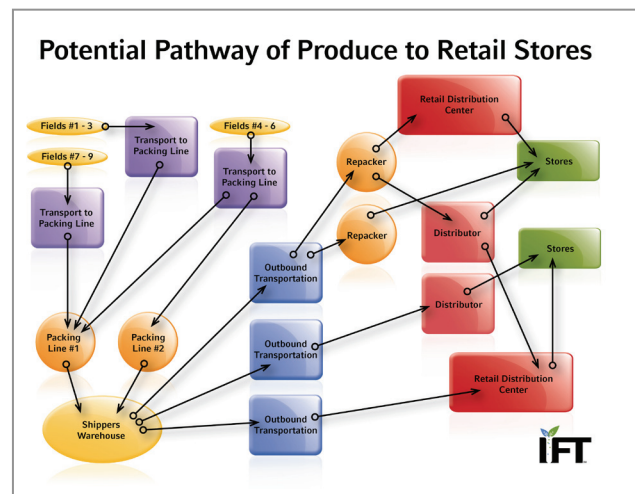 Potential Pathway of Produce to Retail Stores
Fields #1 - 3
Fields #4 - 6
Fields #7 - 9
Transport to
Packing Line
Transport to
Packing Line
Transport to
Packing Line
Retail Distribution
Center
Repacker
Stores
Repacker
Distributor
Stores
Outbound
Transportation
Distributor
Packing
Line #1
Packing
Line #2
Outbound
Transportation
Retail Distribution
Center
Shippers
Warehouse
Outbound
Transportation
IFT